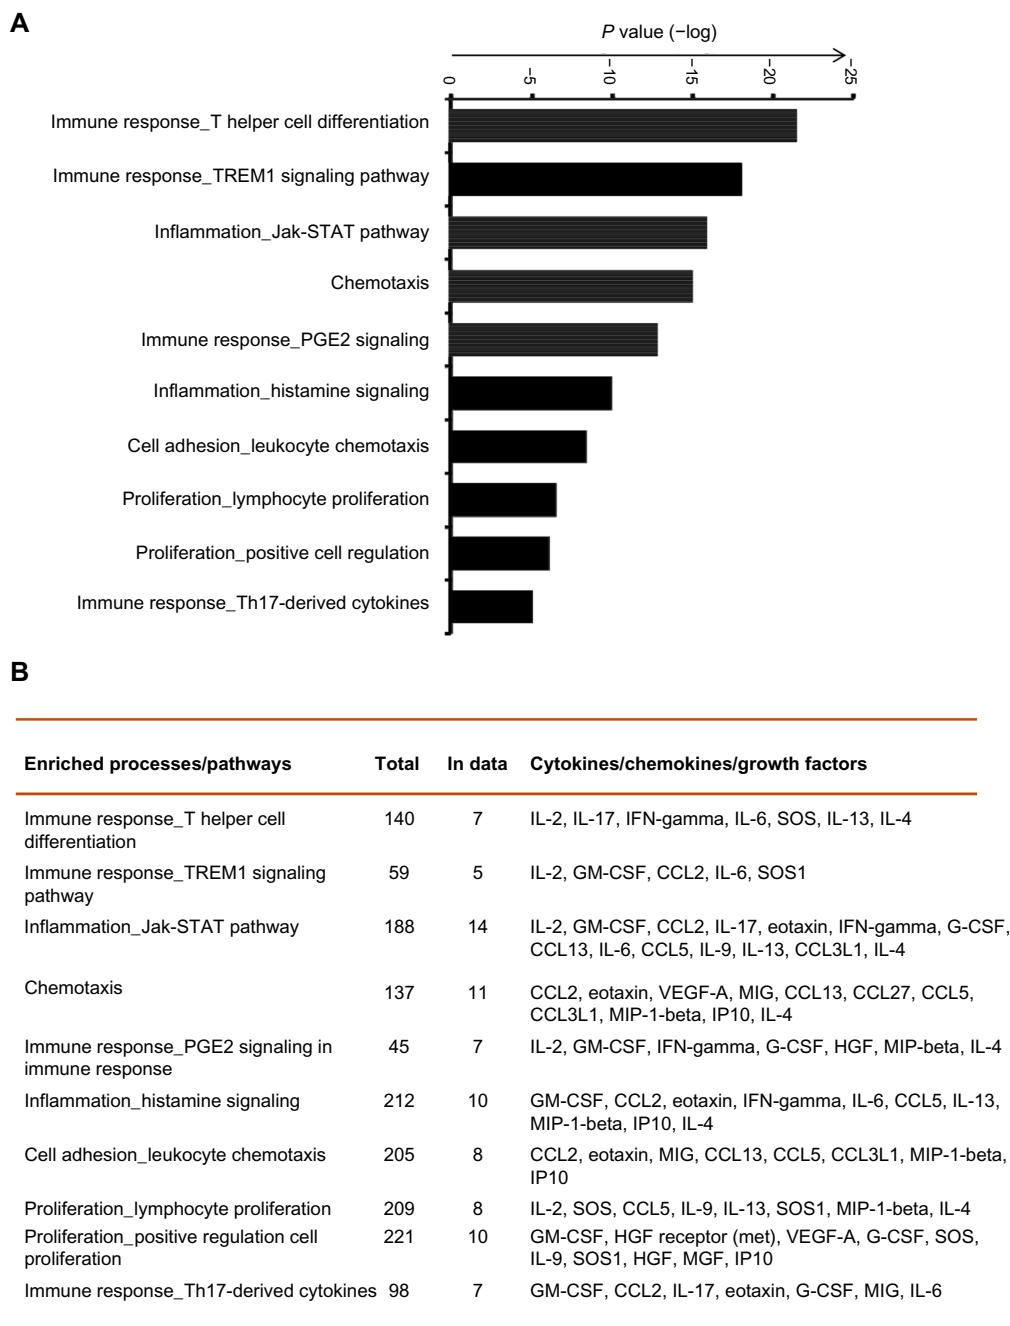 A
P value (−log)
0 -5 -10 -15 -20 -25
Immune response_T helper cell differentiation
Immune response_TREM1 signaling pathway
Inflammation_Jak-STAT pathway
Chemotaxis
Immune response_PGE2 signaling
Inflammation_histamine signaling
Cell adhesion_leukocyte chemotaxis
Proliferation_lymphocyte proliferation
Proliferation_positive cell regulation
Immune response_Th17-derived cytokines
B
Enriched processes/pathways Total In data Cytokines/chemokines/growth factors
Immune response_T helper cell 140 7 IL-2, IL-17, IFN-gamma, IL-6, SOS, IL-13, IL-4
differentiation
Immune response_TREM1 signaling 59 5 IL-2, GM-CSF, CCL2, IL-6, SOS1
pathway
Inflammation_Jak-STAT pathway 188 14 IL-2, GM-CSF, CCL2, IL-17, eotaxin, IFN-gamma, G-CSF,
CCL13, IL-6, CCL5, IL-9, IL-13, CCL3L1, IL-4
Chemotaxis 137 11 CCL2, eotaxin, VEGF-A, MIG, CCL13, CCL27, CCL5,
CCL3L1, MIP-1-beta, IP10, IL-4
Immune response_PGE2 signaling in 45 7 IL-2, GM-CSF, IFN-gamma, G-CSF, HGF, MIP-beta, IL-4
immune response
Inflammation_histamine signaling 212 10 GM-CSF, CCL2, eotaxin, IFN-gamma, IL-6, CCL5, IL-13,
MIP-1-beta, IP10, IL-4
Cell adhesion_leukocyte chemotaxis 205 8 CCL2, eotaxin, MIG, CCL13, CCL5, CCL3L1, MIP-1-beta,
IP10
Proliferation_lymphocyte proliferation 209 8 IL-2, SOS, CCL5, IL-9, IL-13, SOS1, MIP-1-beta, IL-4
Proliferation_positive regulation cell 221 10 GM-CSF, HGF receptor (met), VEGF-A, G-CSF, SOS,
proliferation IL-9, SOS1, HGF, MGF, IP10
Immune response_Th17-derived cytokines 98 7 GM-CSF, CCL2, IL-17, eotaxin, G-CSF, MIG, IL-6